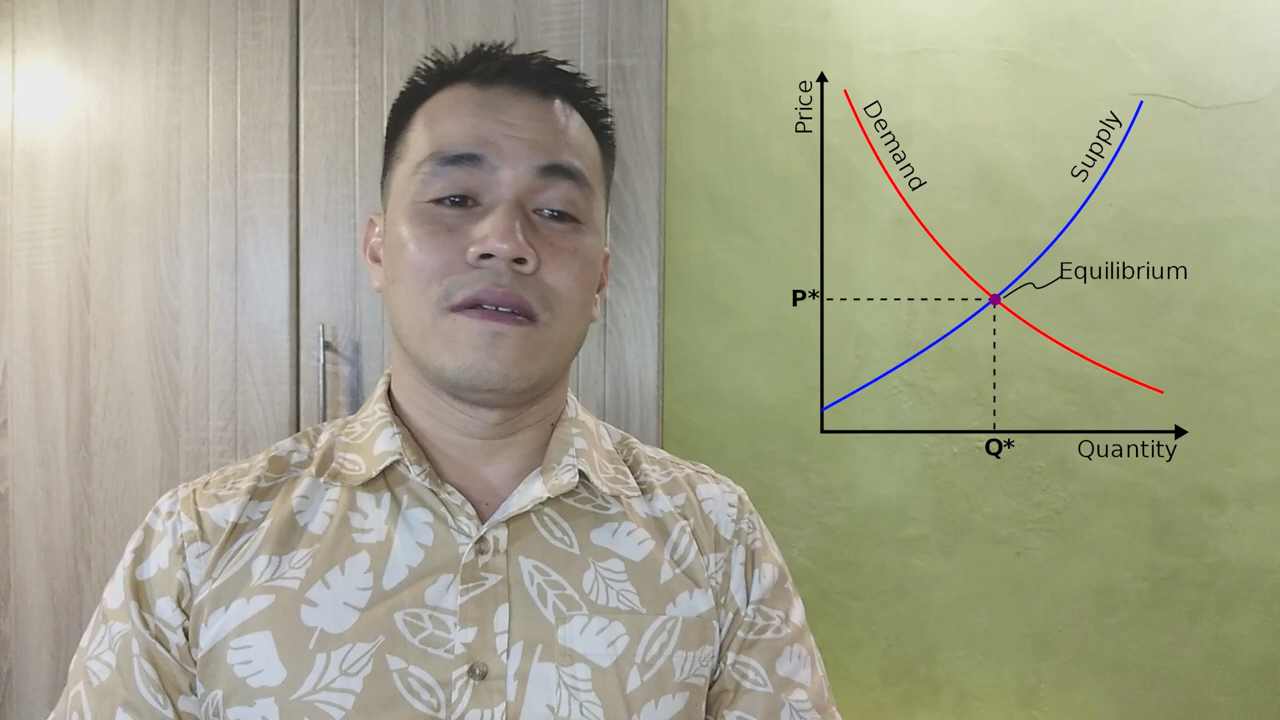 Price
Demand
Supply
Equilibrium
P*
Q*
Quantity